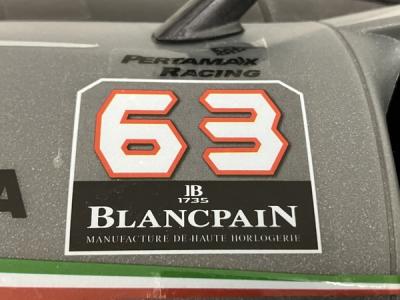 PERTAMAX
RACING
63
JB
1735
BLANCPAIN
MANUFACTURE DE HAUTE HORLOGERIE
A